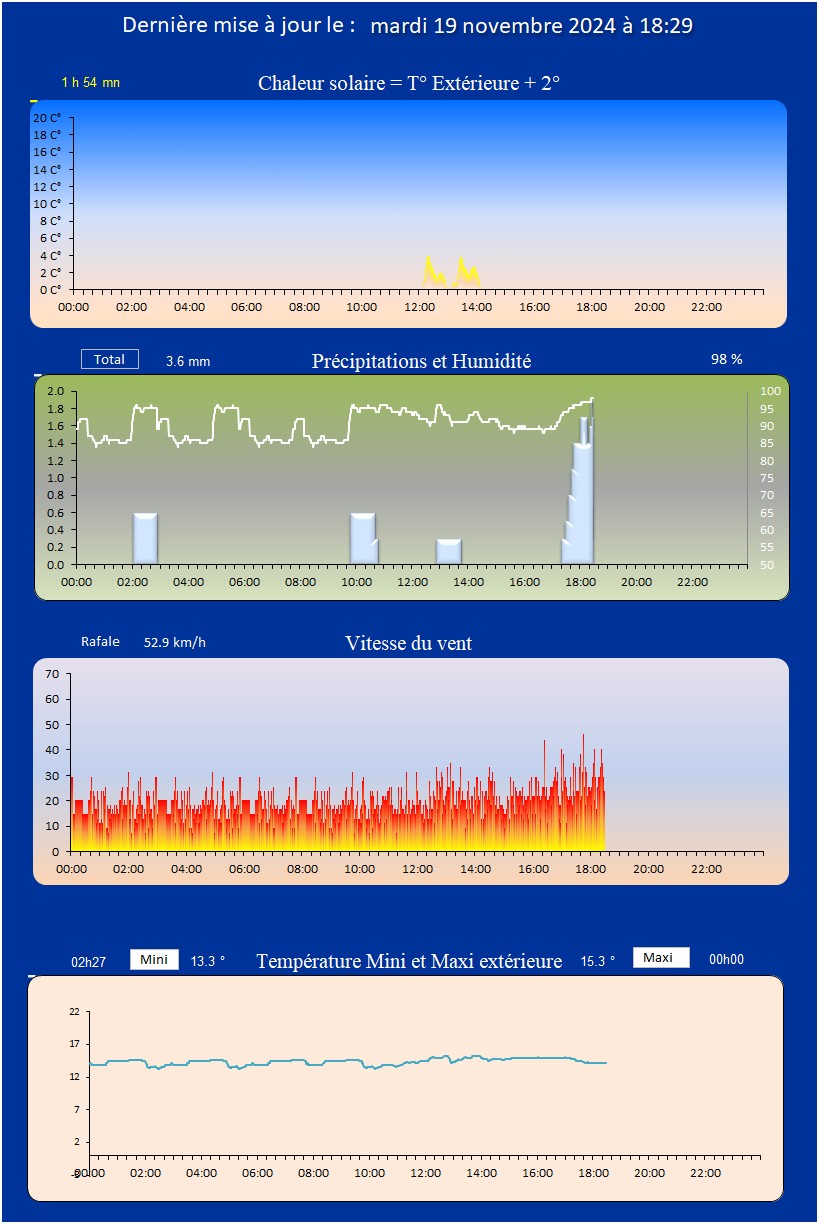 Dernière mise à jour le : mardi 19 novembre 2024 à 18:29
1 h 54 mn Chaleur solaire = T° Extérieure + 2°
20 C°
18 C°
16 C°
14 C°
12 C°
10 C°
8 C°
6 C°
4 C°
2 C°
0 C°
00:00 02:00 04:00 06:00 08:00 10:00 12:00 14:00 16:00 18:00 20:00 22:00
Total 3.6 mm Précipitations et Humidité 98 %
2.0 100
1.8 95
1.6 90
1.4 85
1.2 80
1.0 75
0.8 70
0.6 65
0.4 60
0.2 55
0.0 50
00:00 02:00 04:00 06:00 08:00 10:00 12:00 14:00 16:00 18:00 20:00 22:00
Rafale 52.9 km/h Vitesse du vent
70
60
50
40
30
20
10
0
00:00 02:00 04:00 06:00 08:00 10:00 12:00 14:00 16:00 18:00 20:00 22:00
02h27 Mini 13.3 ° Température Mini et Maxi extérieure 15.3 ° Maxi 00h00
22
17
12
7
2
-3
00:00 02:00 04:00 06:00 08:00 10:00 12:00 14:00 16:00 18:00 20:00 22:00